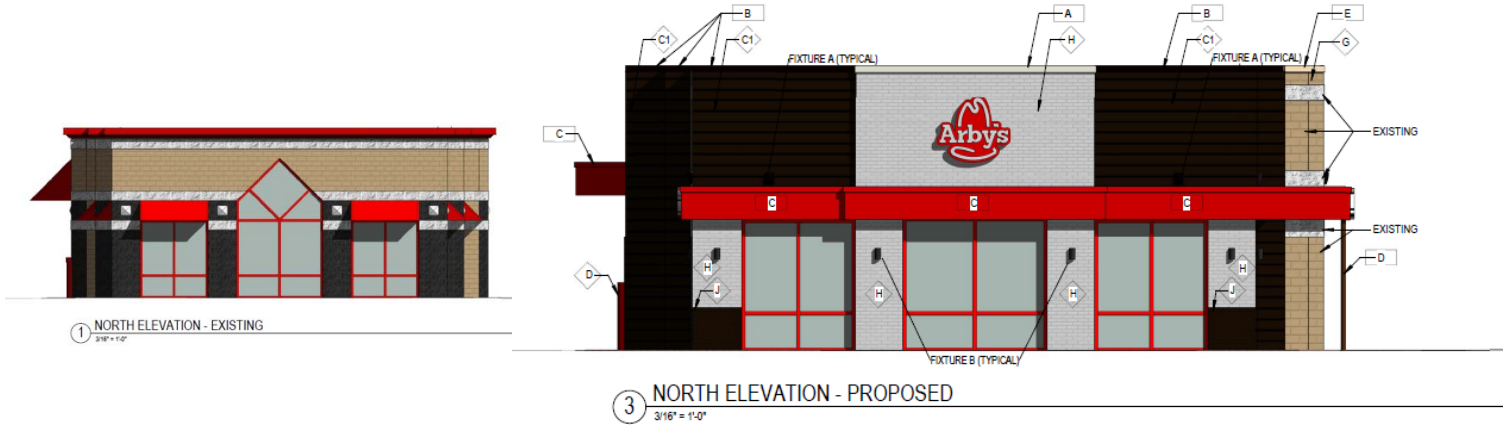 B
A
B
E
C1
C1
H
C1
G
FIXTURE A (TYPICAL)
FIXTURE A (TYPICAL)
Arby's
EXISTING
C
C
C
C
EXISTING
D
H
H
H
H
D
J
J
FIXTURE B (TYPICAL)
1
NORTH ELEVATION - EXISTING
3/16" = 1'-0"
3
NORTH ELEVATION - PROPOSED
3/16" = 1'-0"